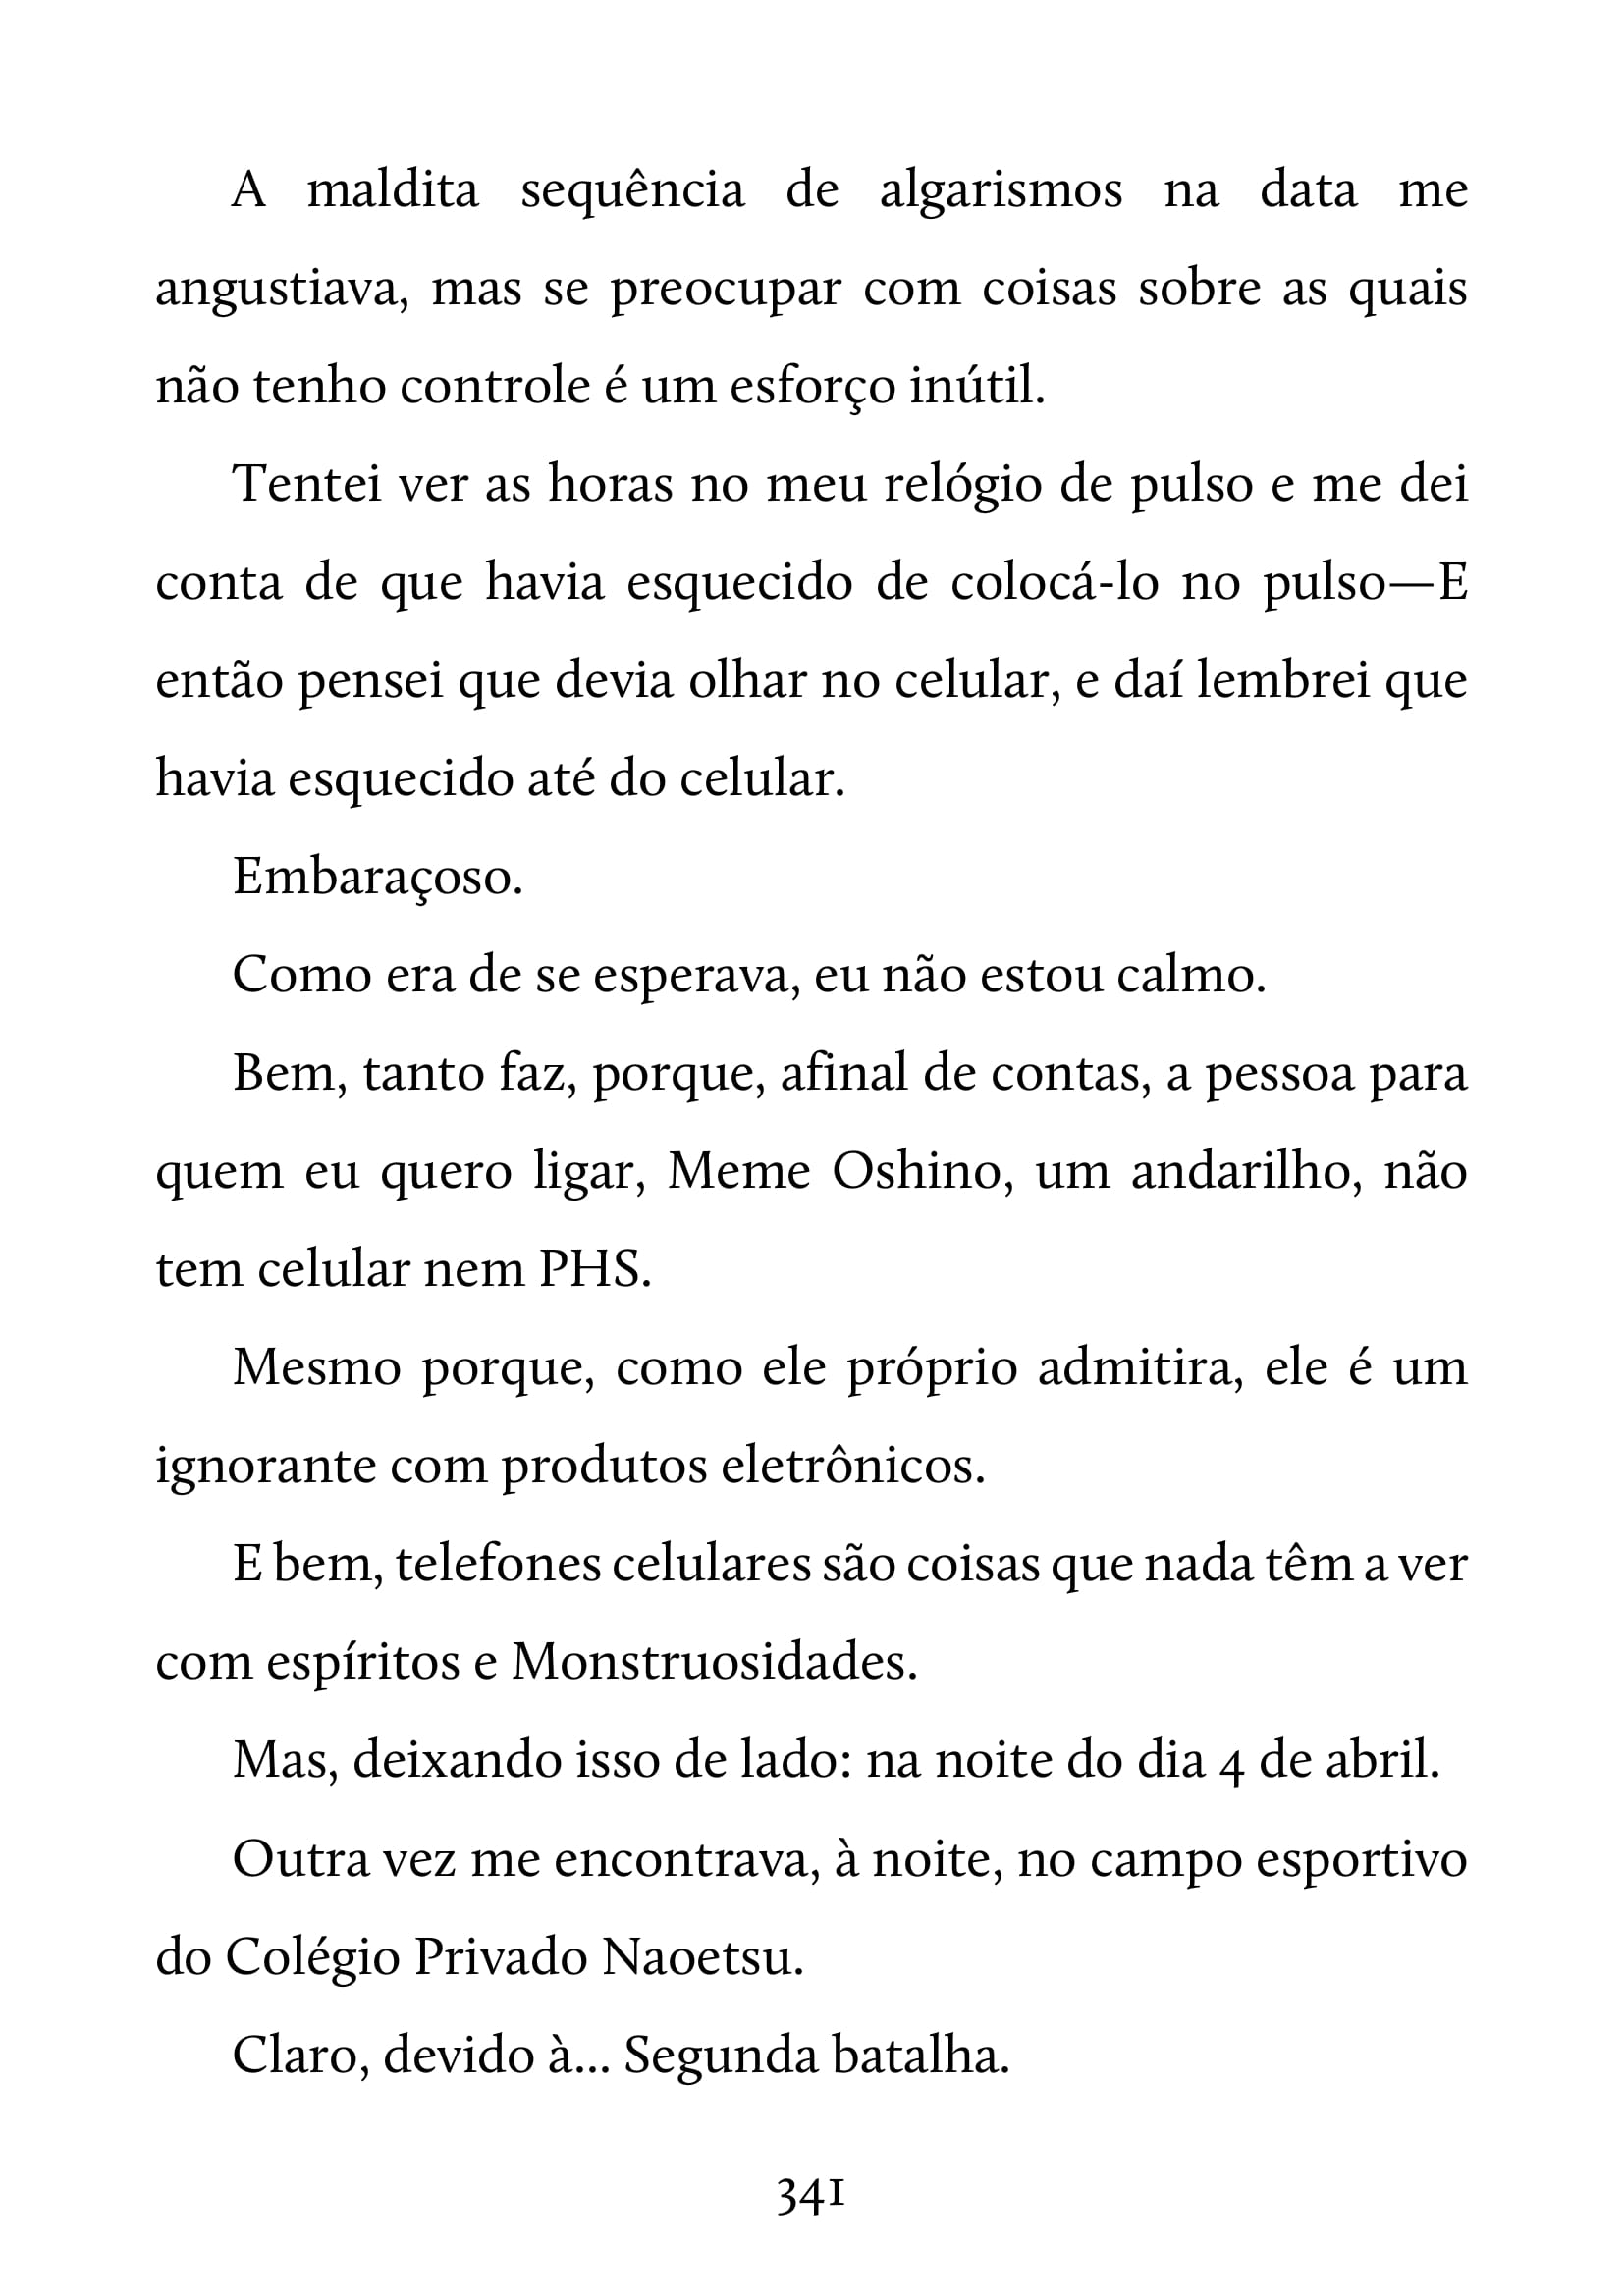 A maldita sequência de algarismos na data me
angustiava, mas se preocupar com coisas sobre as quais
não tenho controle é um esforço inútil.
Tentei ver as horas no meu relógio de pulso e me dei
conta de que havia esquecido de colocá-lo no pulso—E
então pensei que devia olhar no celular, e daí lembrei que
havia esquecido até do celular.
Embaraçoso.
Como era de se esperava, eu não estou calmo.
Bem, tanto faz, porque, afinal de contas, a pessoa para
quem eu quero ligar, Meme Oshino, um andarilho, não
tem celular nem PHS.
Mesmo porque, como ele próprio admitira, ele é um
ignorante com produtos eletrônicos.
E bem, telefones celulares são coisas que nada têm a ver
com espíritos e Monstruosidades.
Mas, deixando isso de lado: na noite do dia 4 de abril.
Outra vez me encontrava, à noite, no campo esportivo
do Colégio Privado Naoetsu.
Claro, devido à... Segunda batalha.
341